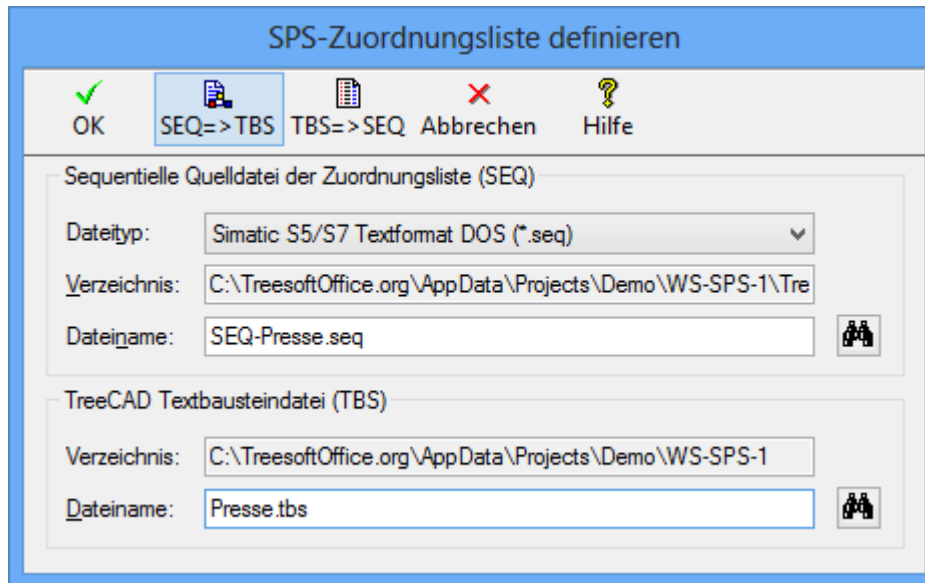 SPS-Zuordnungsliste definieren
OK SEQ=>TBS TBS=>SEQ Abbrechen Hilfe
Sequentielle Quelldatei der Zuordnungsliste (SEQ)
Dateityp: Simatic S5/S7 Textformat DOS (*.seq)
Verzeichnis: C:\TreesoftOffice.org\AppData\Projects\Demo\WS-SPS-1\Tre
Dateiname: SEQ-Presse.seq
TreeCAD Textbausteindatei (TBS)
Verzeichnis: C:\TreesoftOffice.org\AppData\Projects\Demo\WS-SPS-1
Dateiname: Presse.tbs